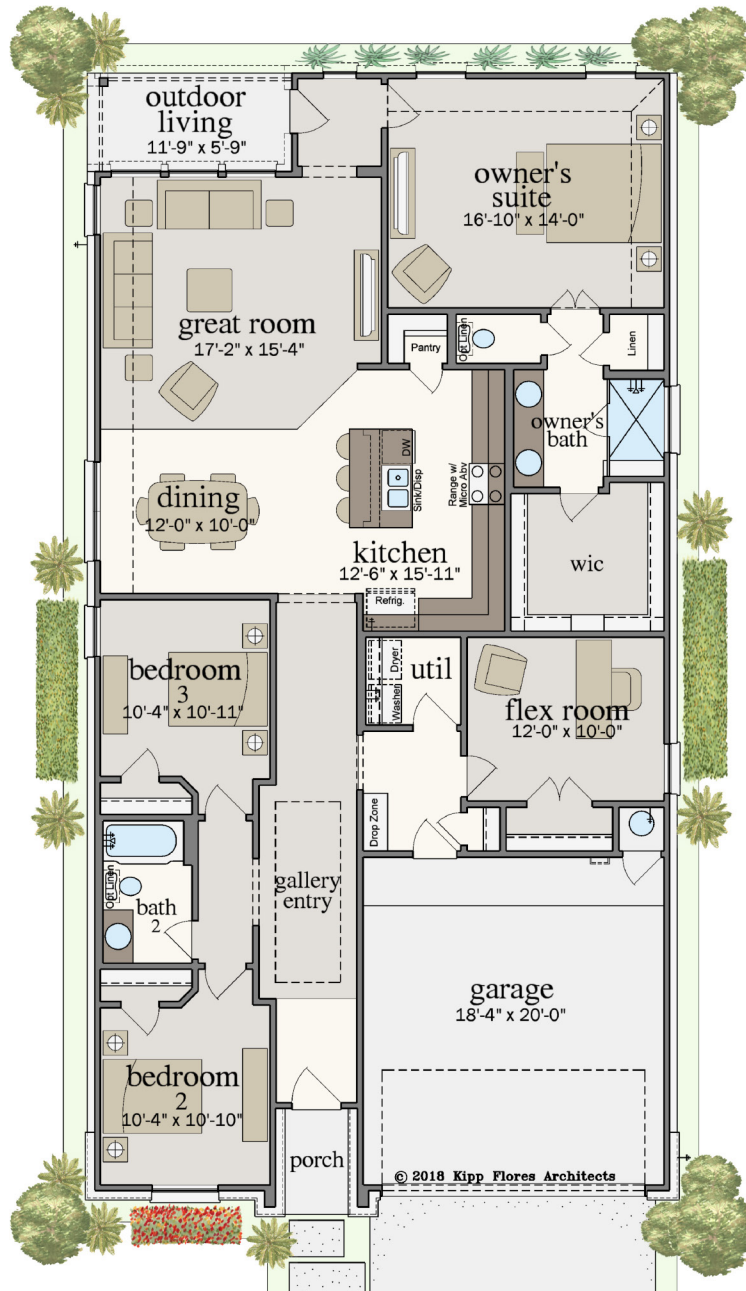 outdoor
living
11'-9" x 5'-9"
owner's
suite
16'-10" x 14'-0"
great room
17'-2" x 15'-4"
Pantry
Opt Linen
Linen
owner's
bath
DW
Sink/Disp
Range w/
Micro Abv
dining
12'-0" x 10'-0"
kitchen
12'-6" x 15'-11"
wic
Refrig.
bedroom
3
10'-4" x 10'-11"
Dryer
Washer
util
flex room
12'-0" x 10'-0"
Drop Zone
Opt Linen
bath
2
gallery
entry
garage
18'-4" x 20'-0"
bedroom
2
10'-4" x 10'-10"
porch
© 2018 Kipp Flores Architects